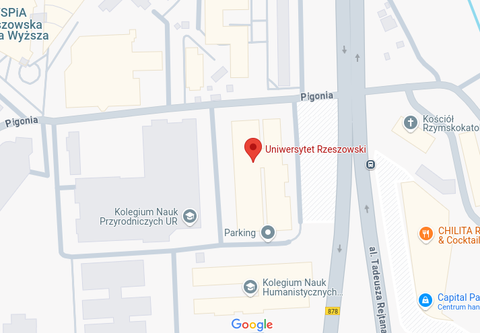 SPiA
szowska
a Wyższa
Pigonia
Pigonia
Kościół
Rzymskokato
Uniwersytet Rzeszowski
Kolegium Nauk
Przyrodniczych UR
Parking
CHILITA R
& Cocktail
al. Tadeusza Rejtana
Kolegium Nauk
Humanistycznych...
Capital Pa
Centrum han
878
Google